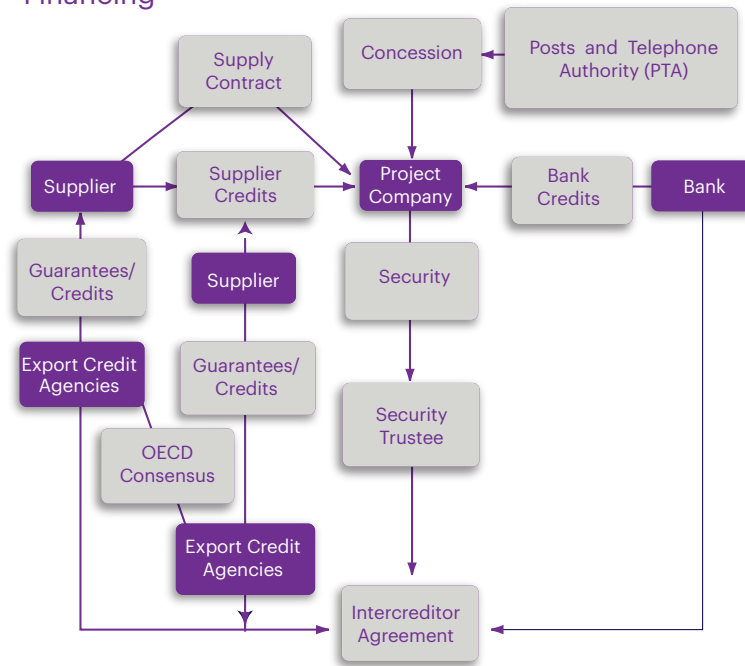 Financing
Supply
Contract
Concession
Posts and Telephone
Authority (PTA)
Supplier
Supplier
Credits
Project
Company
Bank
Credits
Bank
Guarantees/
Credits
Supplier
Security
Export Credit
Agencies
Guarantees/
Credits
Security
Trustee
OECD
Consensus
Export Credit
Agencies
Intercreditor
Agreement